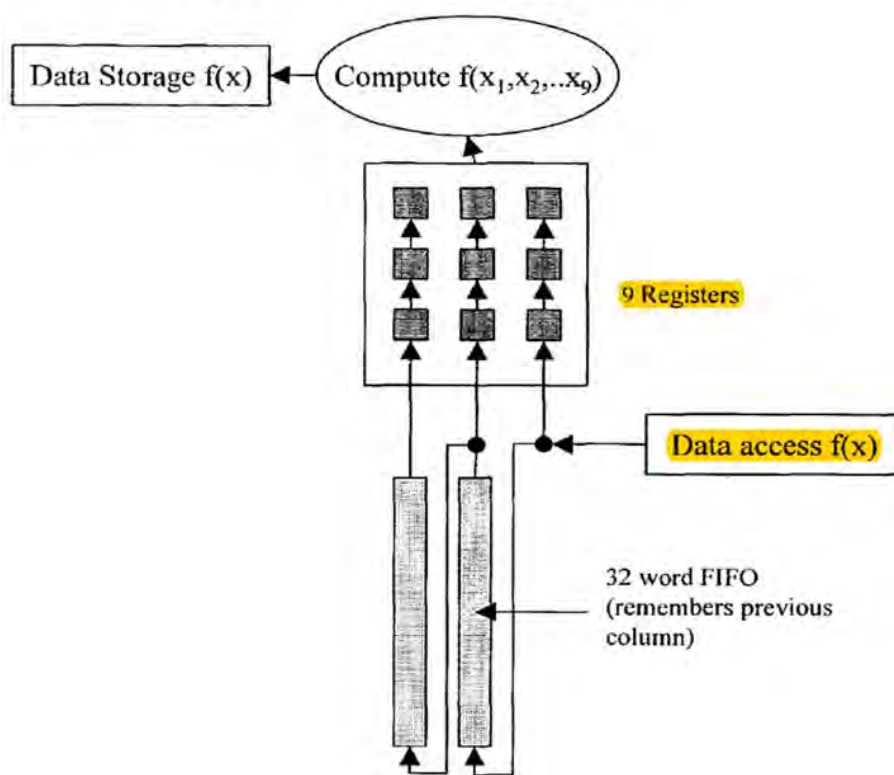 Data Storage f(x)
Compute f(x₁,x₂,..x₉)
9 Registers
Data access f(x)
32 word FIFO
(remembers previous
column)